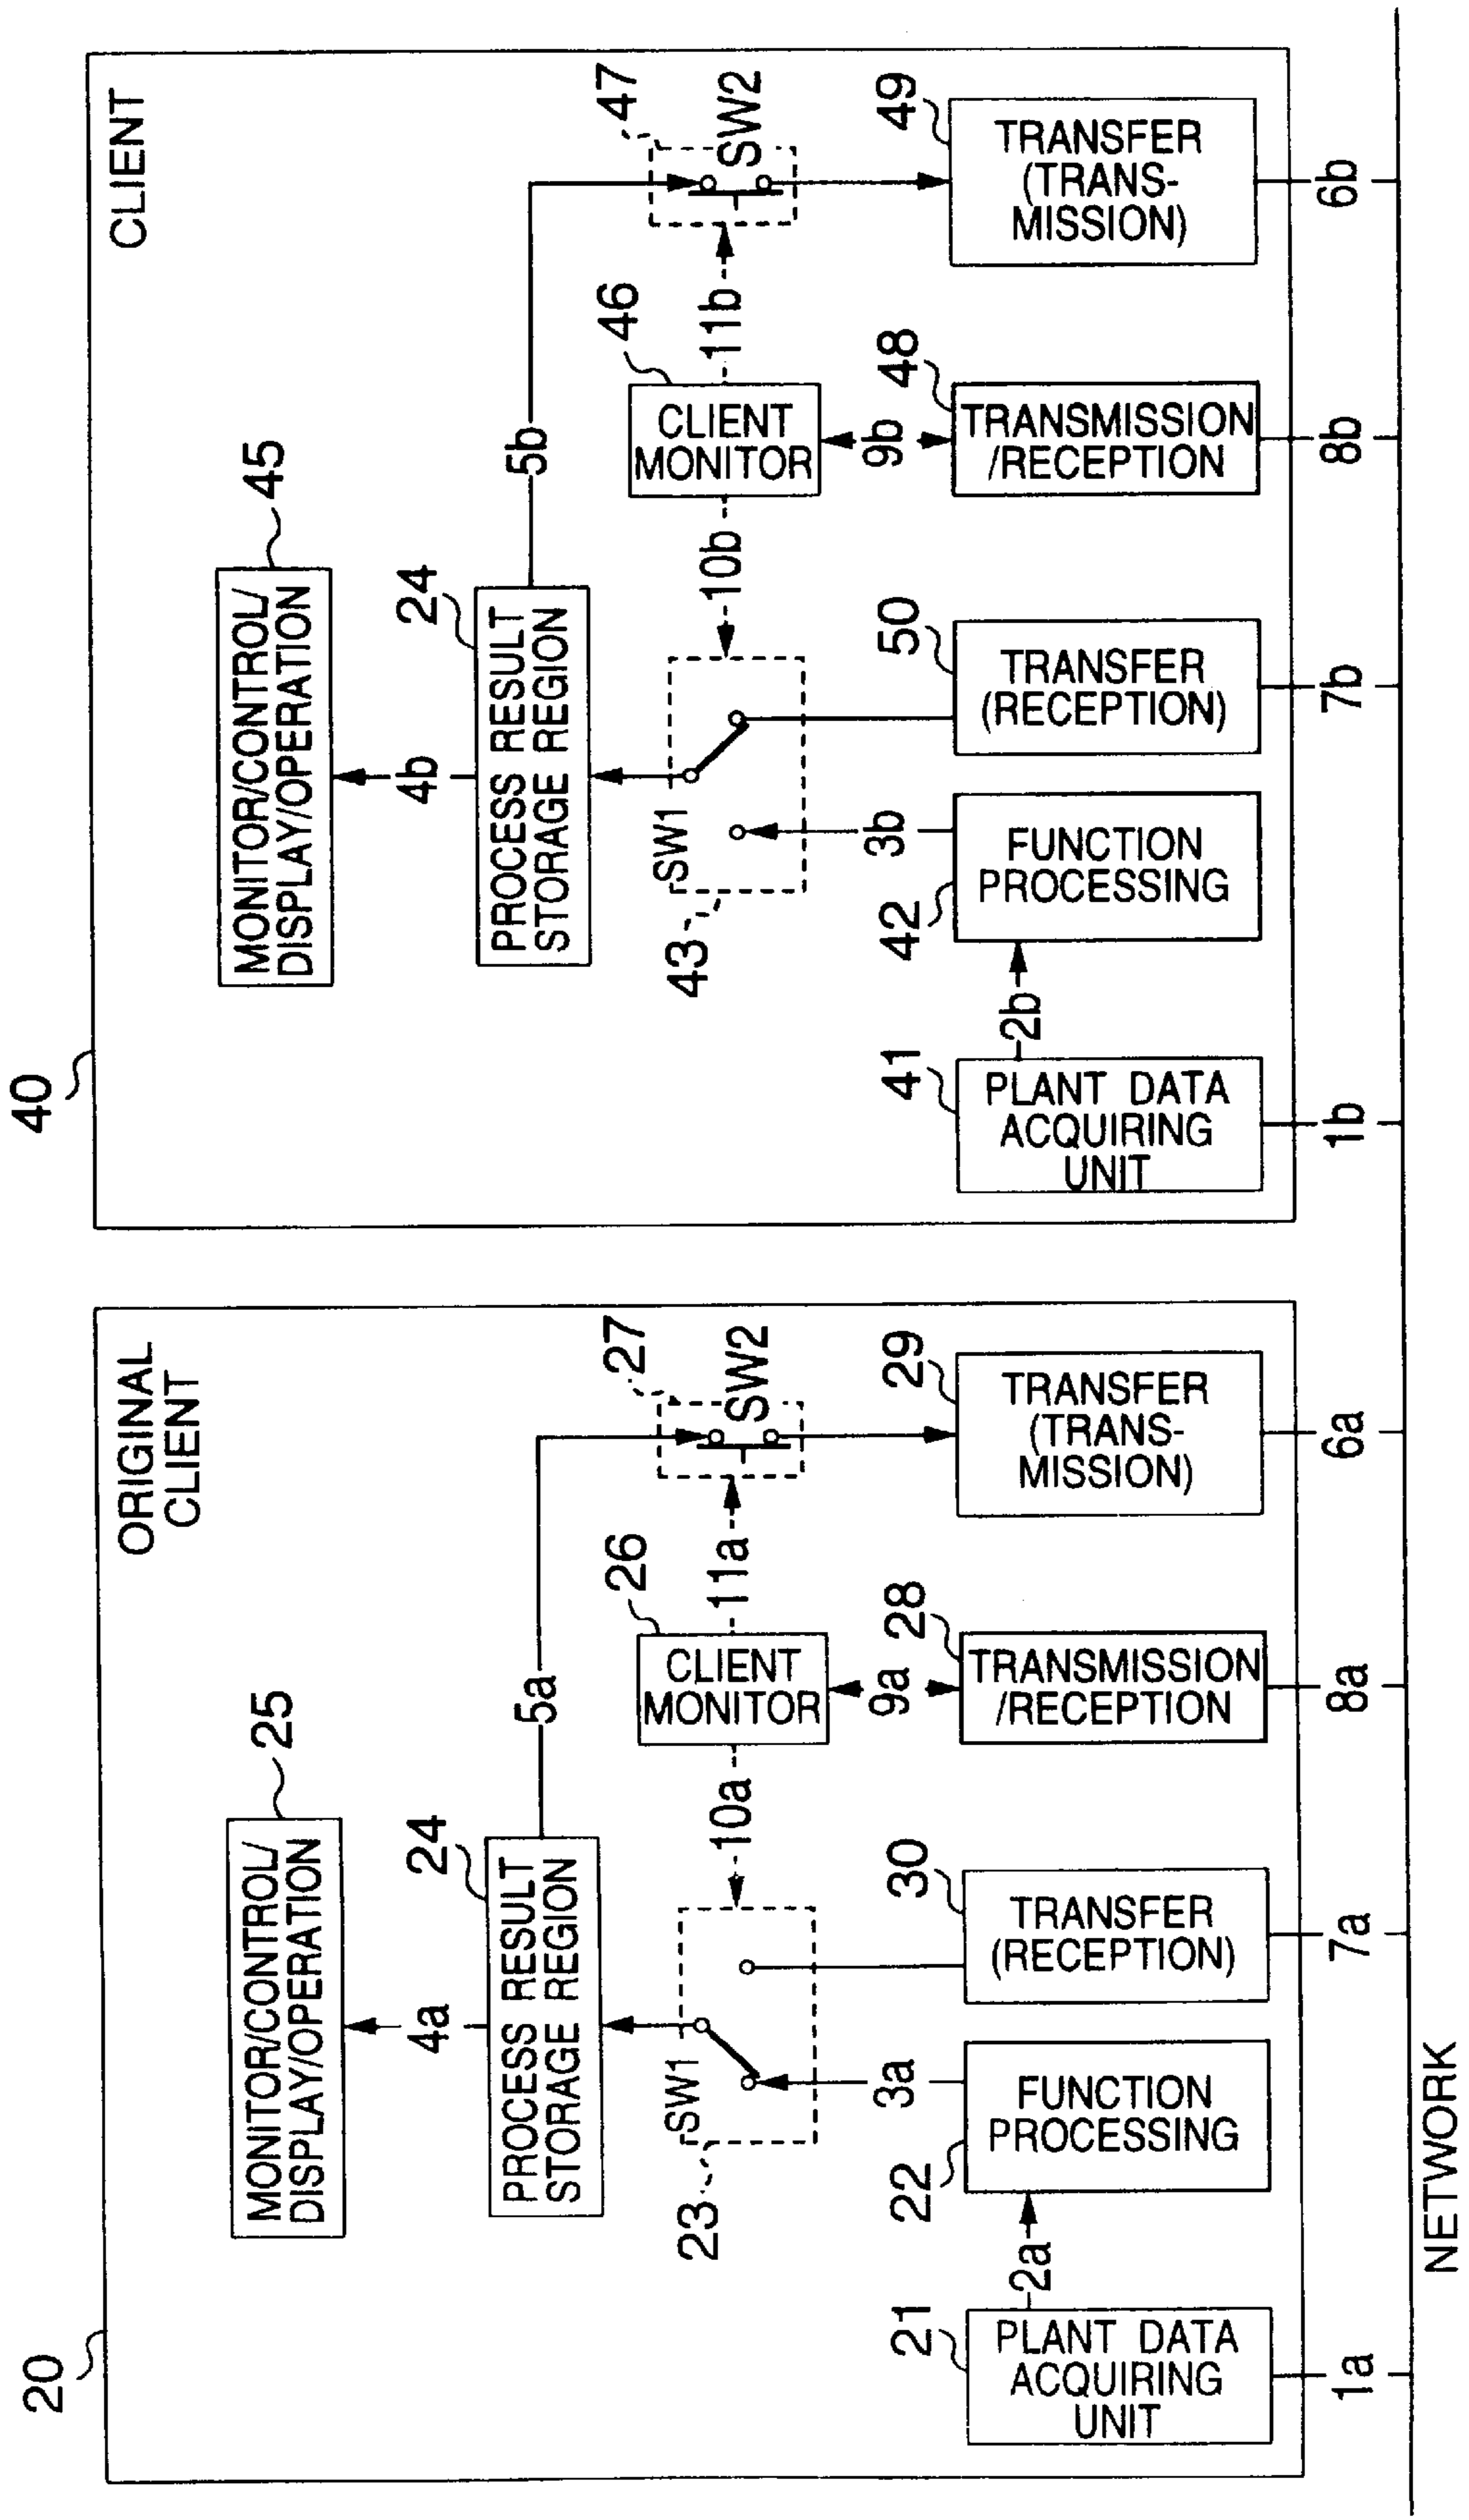 20
ORIGINAL
CLIENT
25
MONITOR/CONTROL/
DISPLAY/OPERATION
4a
24
PROCESS RESULT
STORAGE REGION
5a
23
SW1
10a
26
CLIENT
MONITOR
11a
27
SW2
3a
9a
21
PLANT DATA
ACQUIRING
UNIT
2a
22
FUNCTION
PROCESSING
30
TRANSFER
(RECEPTION)
28
TRANSMISSION
/RECEPTION
29
TRANSFER
(TRANS-
MISSION)
1a
7a
8a
6a
40
CLIENT
45
MONITOR/CONTROL/
DISPLAY/OPERATION
4b
24
PROCESS RESULT
STORAGE REGION
5b
43
SW1
10b
46
CLIENT
MONITOR
11b
47
SW2
3b
9b
41
PLANT DATA
ACQUIRING
UNIT
2b
42
FUNCTION
PROCESSING
50
TRANSFER
(RECEPTION)
48
TRANSMISSION
/RECEPTION
49
TRANSFER
(TRANS-
MISSION)
1b
7b
8b
6b
NETWORK